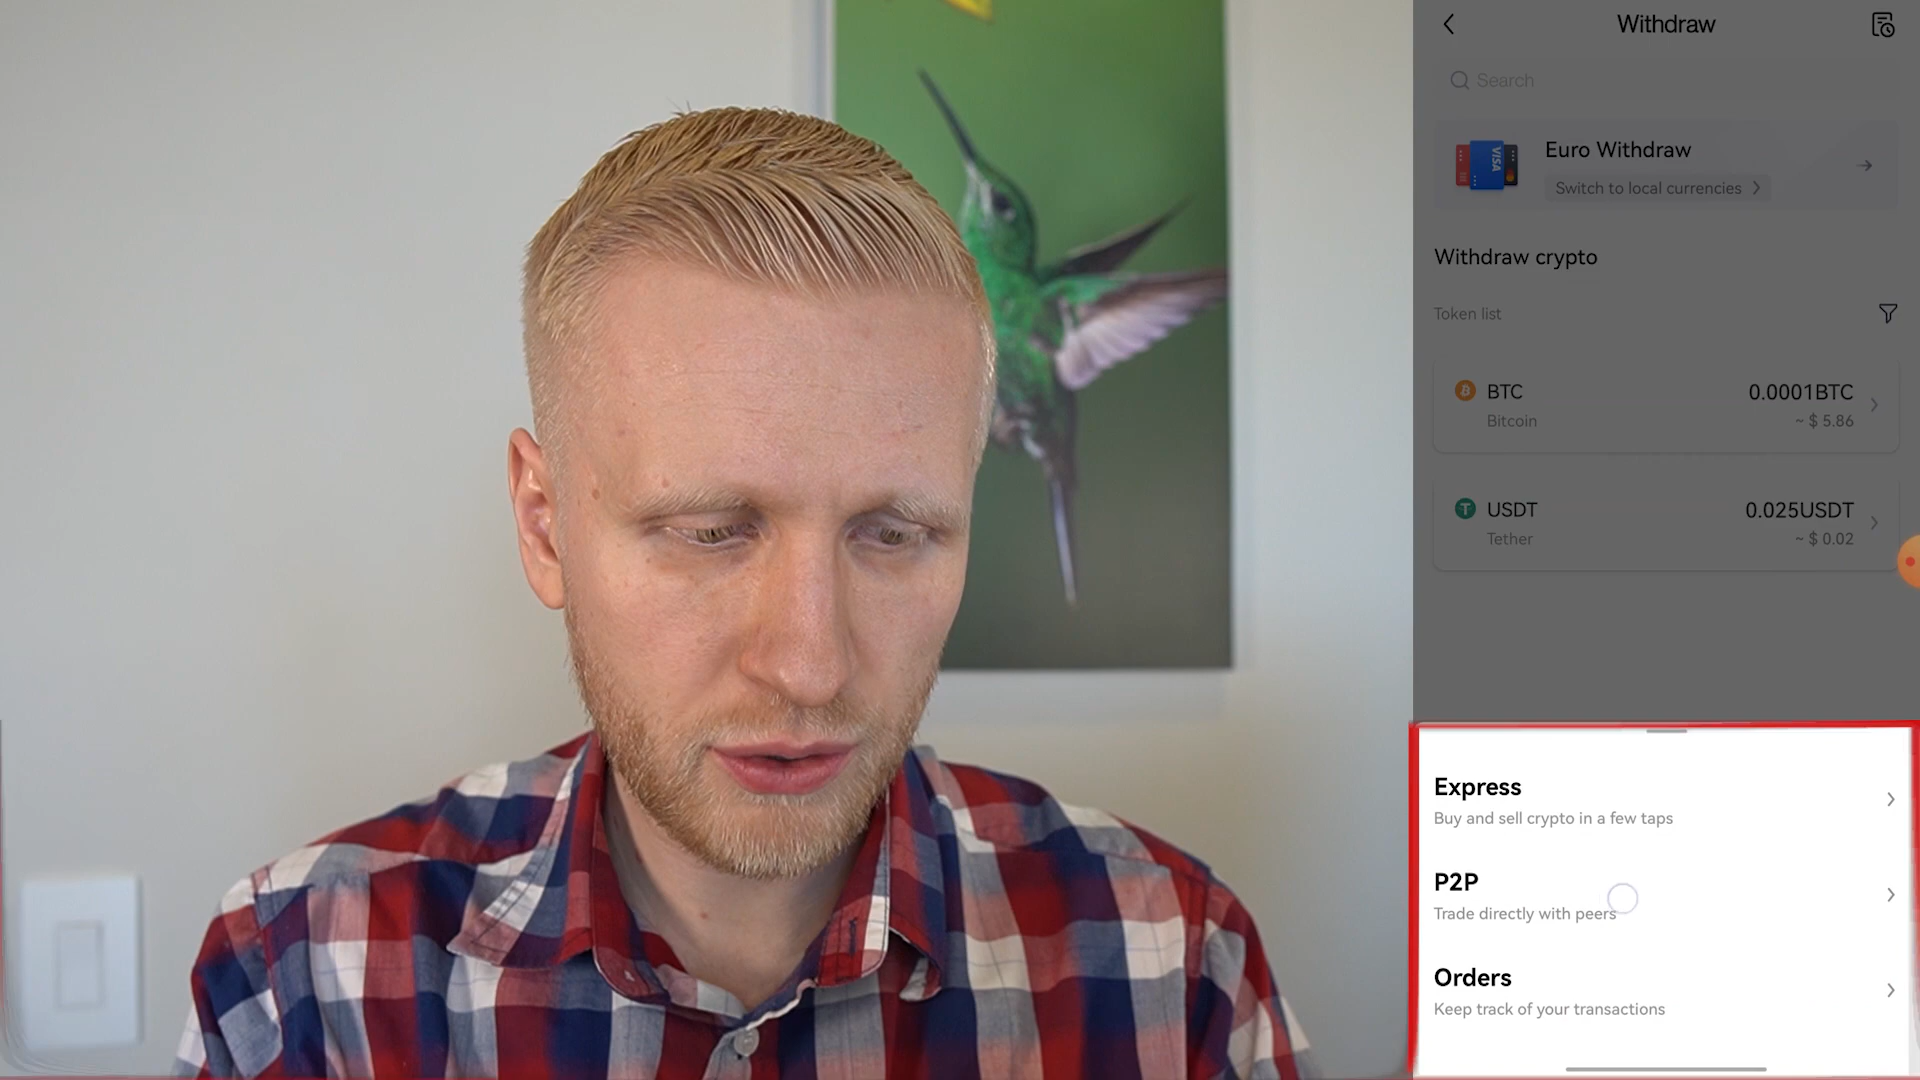 Withdraw
Search
VISA
Euro Withdraw
Switch to local currencies
Withdraw crypto
Token list
BTC
0.0001BTC
Bitcoin
~ $ 5.86
USDT
0.025USDT
Tether
~ $ 0.02
Express
Buy and sell crypto in a few taps
P2P
Trade directly with peers
Orders
Keep track of your transactions